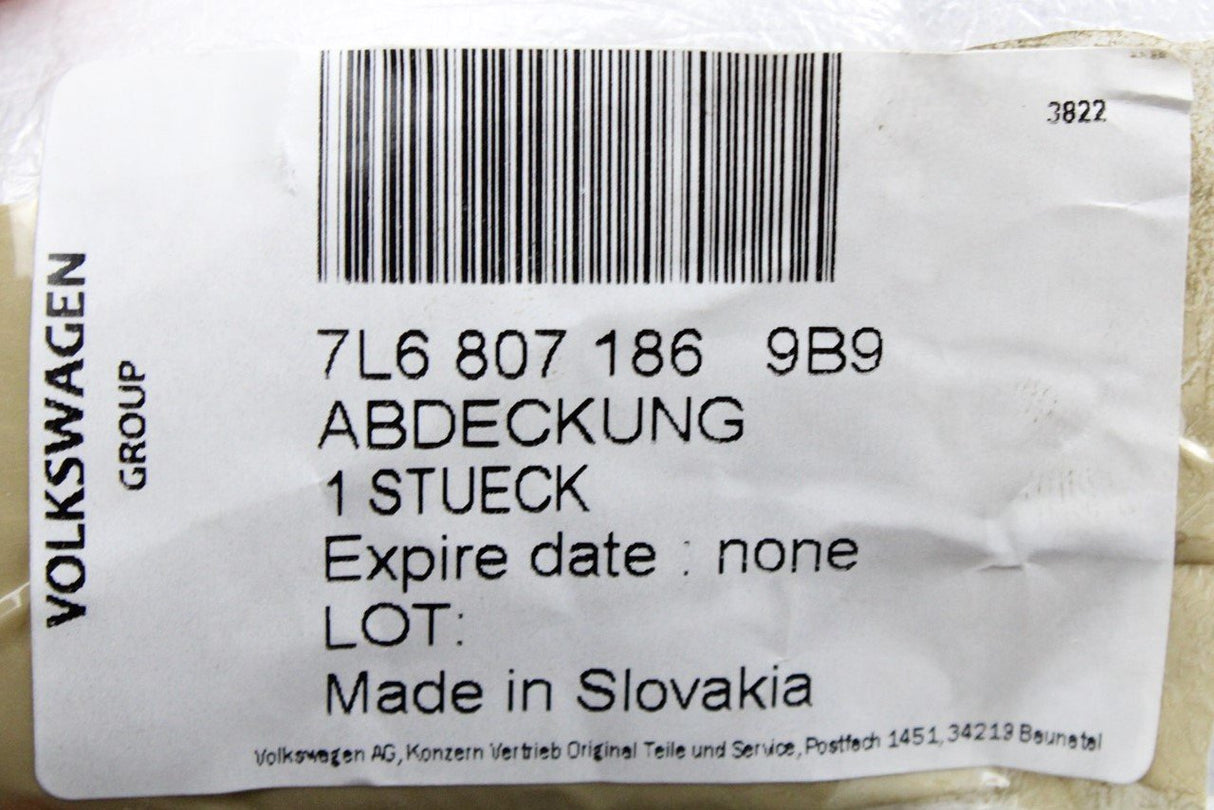 3822
VOLKSWAGEN
GROUP
7L6 807 186 9B9
ABDECKUNG
1 STUECK
Expire date : none
LOT:
Made in Slovakia
Volkswagen AG, Konzern Vertrieb Original Teile und Service, Postfach 1451, 34219 Baunatal